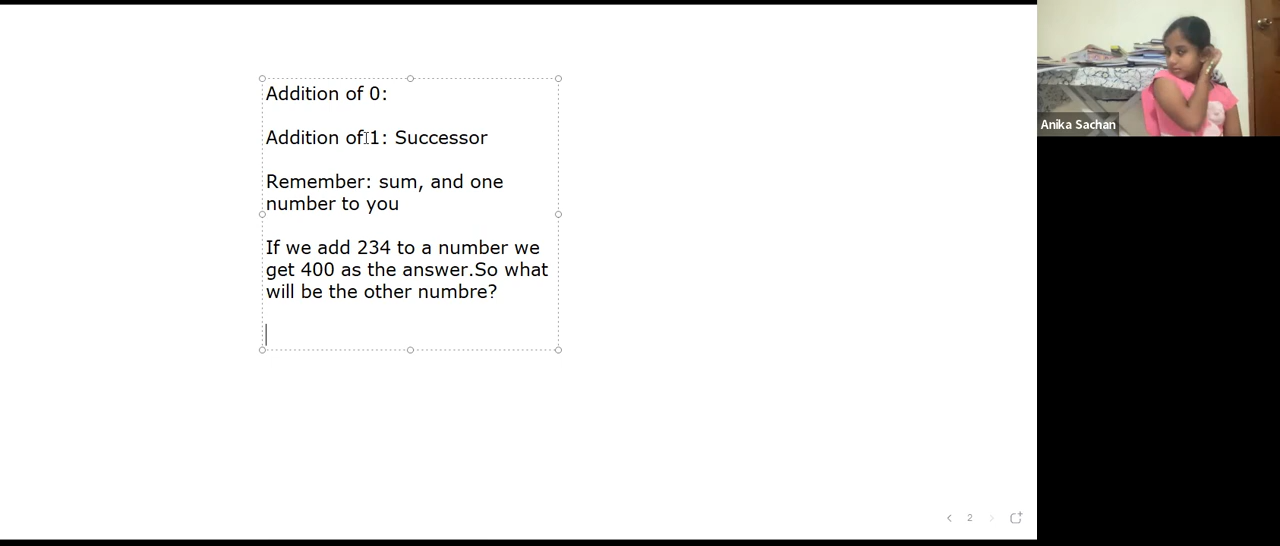 Addition of 0:
Addition of 1: Successor
Remember: sum, and one
number to you
If we add 234 to a number we
get 400 as the answer.So what
will be the other numbre?
Anika Sachan
2